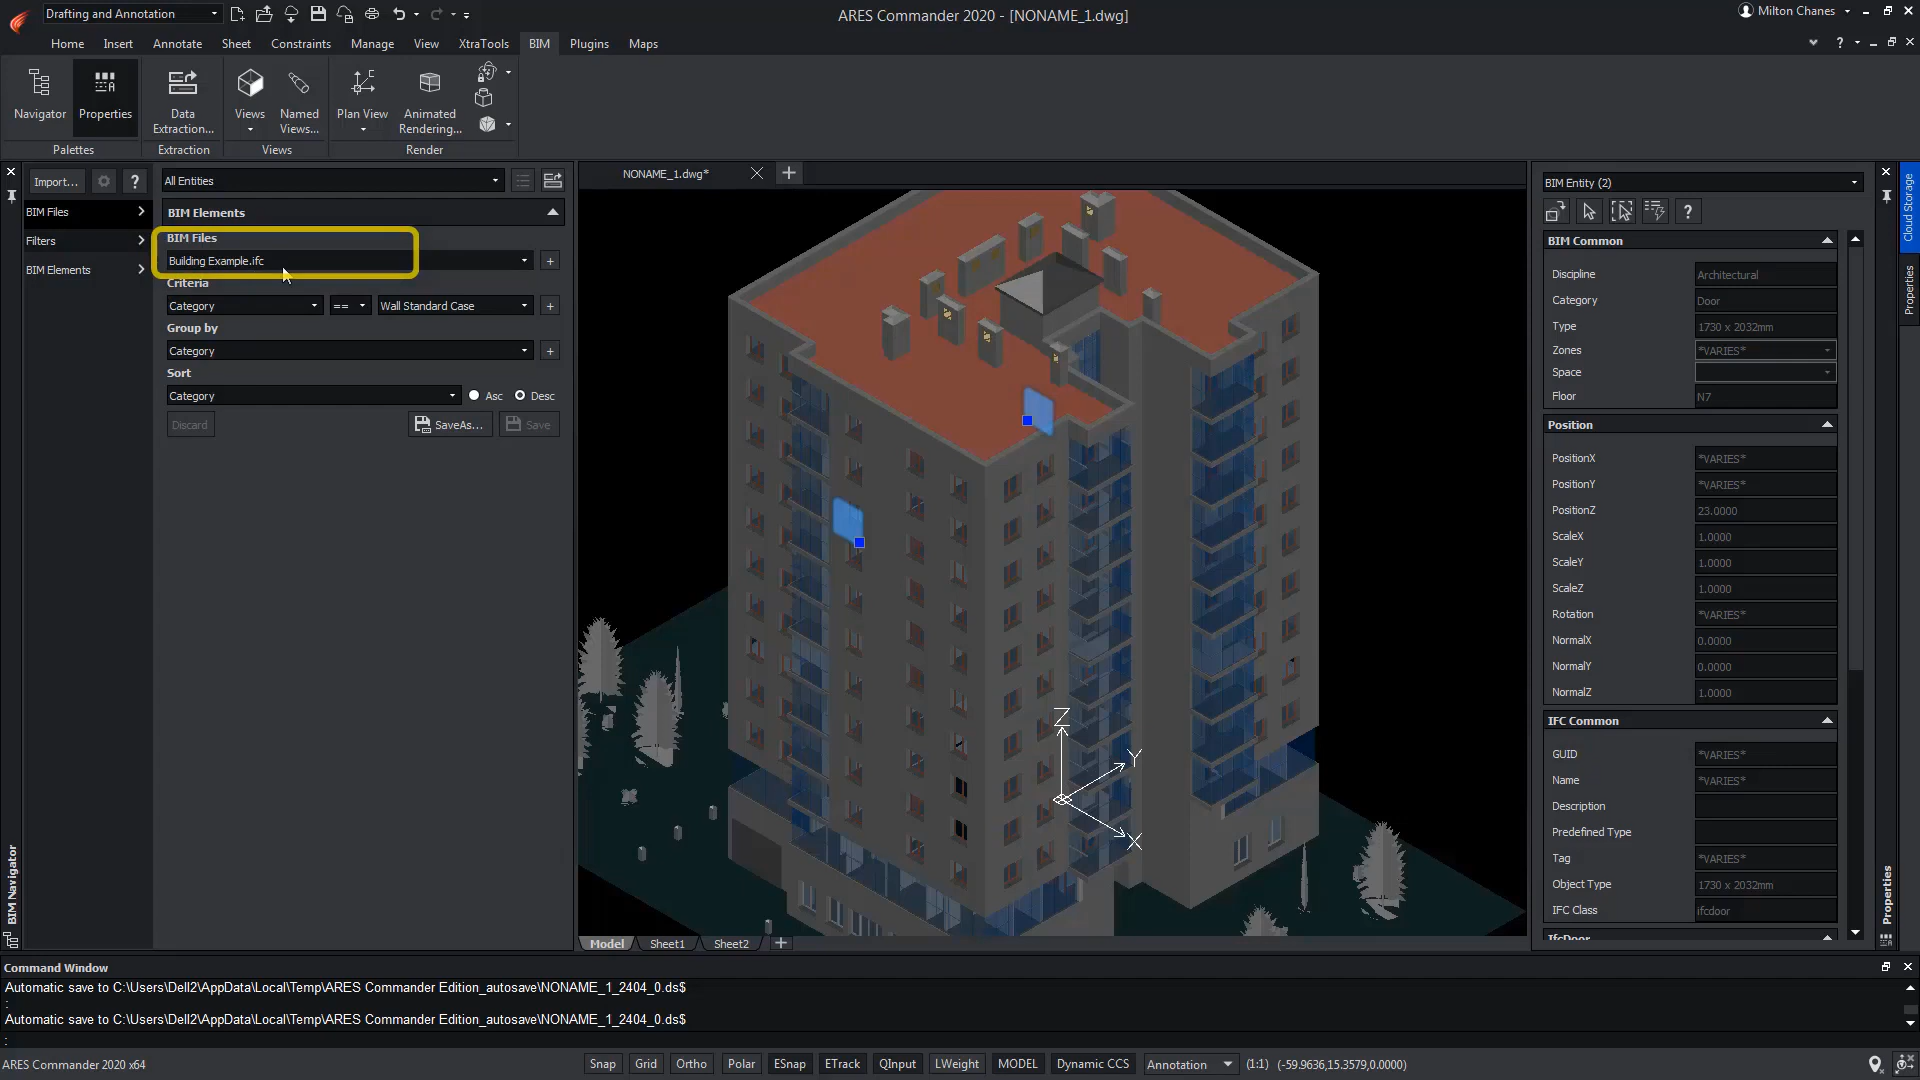 Drafting and Annotation
ARES Commander 2020 - [NONAME_1.dwg]
Milton Chanes
Home Insert Annotate Sheet Constraints Manage View XtraTools BIM Plugins Maps
?
Navigator
Properties
Data Extraction...
Views
Named Views...
Plan View
Animated Rendering...
Palettes
Extraction
Views
Render
Import...
?
All Entities
BIM Files
Filters
BIM Elements
BIM Elements
BIM Files
Building Example.ifc
+
Criteria
Category == Wall Standard Case +
Group by
Category +
Sort
Category Asc Desc
Discard SaveAs... Save
BIM Navigator
NONAME_1.dwg* +
Z
Y
X
Model Sheet1 Sheet2 +
BIM Entity (2)
?
BIM Common
Discipline Architectural
Category Door
Type 1730 x 2032mm
Zones *VARIES*
Space
Floor N7
Position
PositionX *VARIES*
PositionY *VARIES*
PositionZ 23.0000
ScaleX 1.0000
ScaleY 1.0000
ScaleZ 1.0000
Rotation *VARIES*
NormalX 0.0000
NormalY 0.0000
NormalZ 1.0000
IFC Common
GUID *VARIES*
Name *VARIES*
Description
Predefined Type
Tag *VARIES*
Object Type 1730 x 2032mm
IFC Class ifcdoor
IfcDoor
Properties
Cloud Storage
Properties
Command Window
Automatic save to C:\Users\Dell2\AppData\Local\Temp\ARES Commander Edition_autosave\NONAME_1_2404_0.ds$
:
Automatic save to C:\Users\Dell2\AppData\Local\Temp\ARES Commander Edition_autosave\NONAME_1_2404_0.ds$
:
ARES Commander 2020 x64
Snap Grid Ortho Polar ESnap ETrack QInput LWeight MODEL Dynamic CCS Annotation (1:1) (-59.9636,15.3579,0.0000)